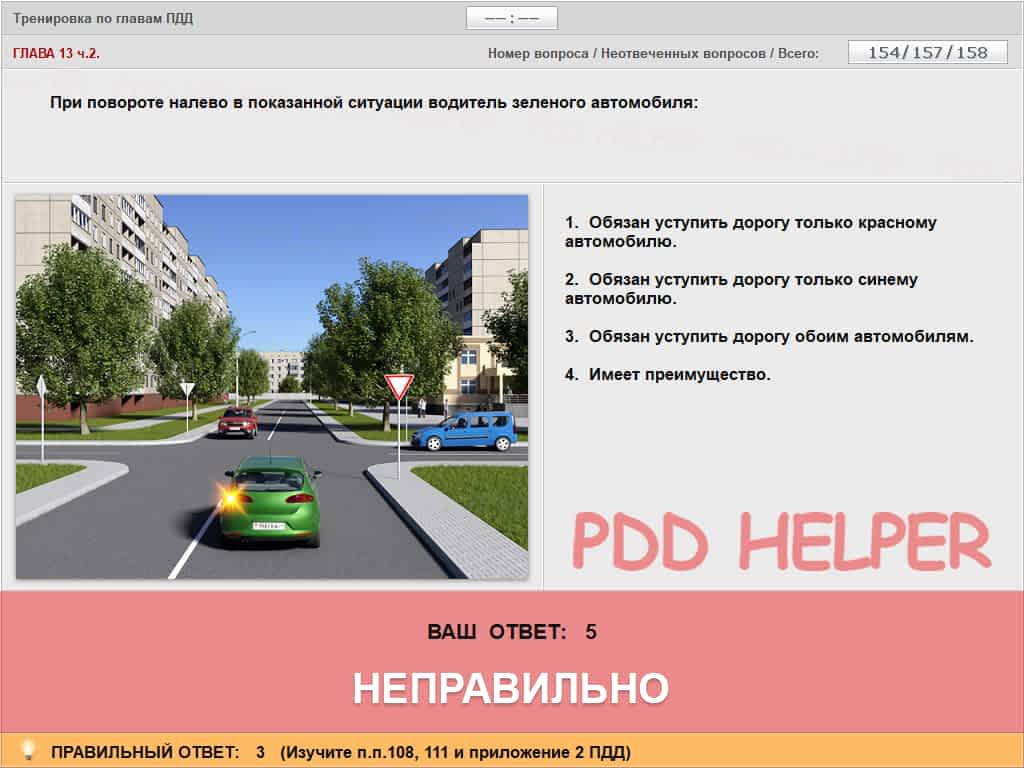 Тренировка по главам ПДД
—— : ——
ГЛАВА 13 ч.2.
Номер вопроса / Неотвеченных вопросов / Всего:
154/157/158
При повороте налево в показанной ситуации водитель зеленого автомобиля:
1. Обязан уступить дорогу только красному
автомобилю.
2. Обязан уступить дорогу только синему
автомобилю.
3. Обязан уступить дорогу обоим автомобилям.
4. Имеет преимущество.
PDD HELPER
ВАШ ОТВЕТ: 5
НЕПРАВИЛЬНО
ПРАВИЛЬНЫЙ ОТВЕТ: 3 (Изучите п.п.108, 111 и приложение 2 ПДД)